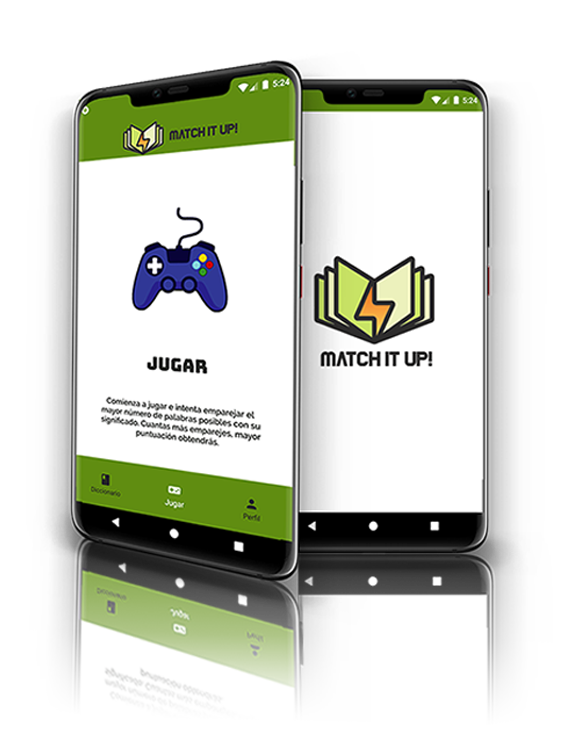 5:24
MATCH IT UP!
JUGAR
Comienza a jugar e intenta emparejar el
mayor número de palabras posibles con su
significado. Cuantas más emparejes, mayor
puntuación obtendrás.
Diccionario
Jugar
Perfil
5:24
MATCH IT UP!